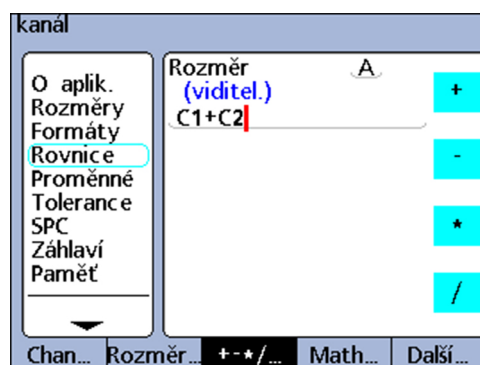 kanál
O aplik.
Rozměry
Formáty
Rovnice
Proměnné
Tolerance
SPC
Záhlaví
Paměť
Rozměr A
(viditel.)
C1+C2
+
-
*
/
Chan... Rozměr... +-*/... Math... Další...